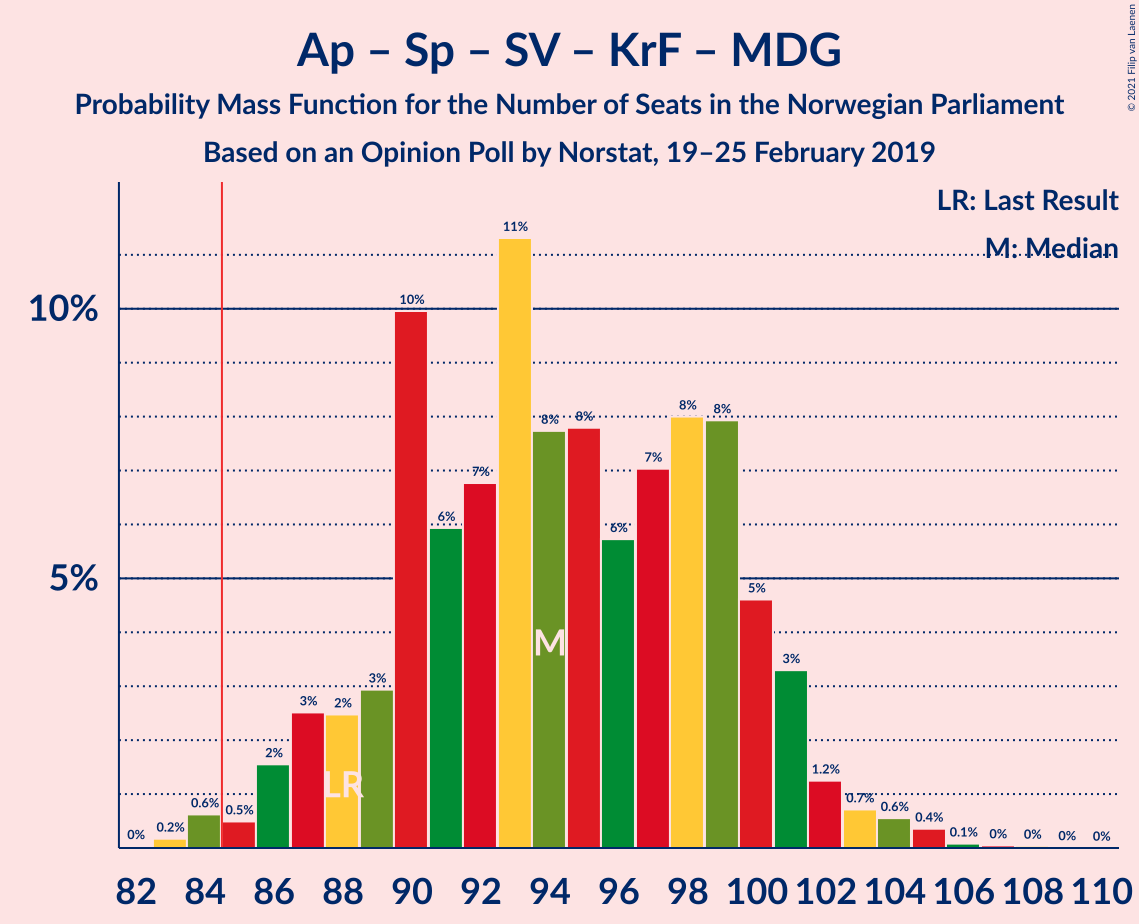 Ap – Sp – SV – KrF – MDG
Probability Mass Function for the Number of Seats in the Norwegian Parliament
Based on an Opinion Poll by Norstat, 19–25 February 2019
© 2021 Filip van Laenen
LR: Last Result
M: Median
10%
5%
0% 0.2% 0.6% 0.5% 2% 3% 2% 3% 10% 6% 7% 11% 8% 8% 6% 7% 8% 8% 5% 3% 1.2% 0.7% 0.6% 0.4% 0.1% 0% 0% 0% 0%
M
LR
82 84 86 88 90 92 94 96 98 100 102 104 106 108 110